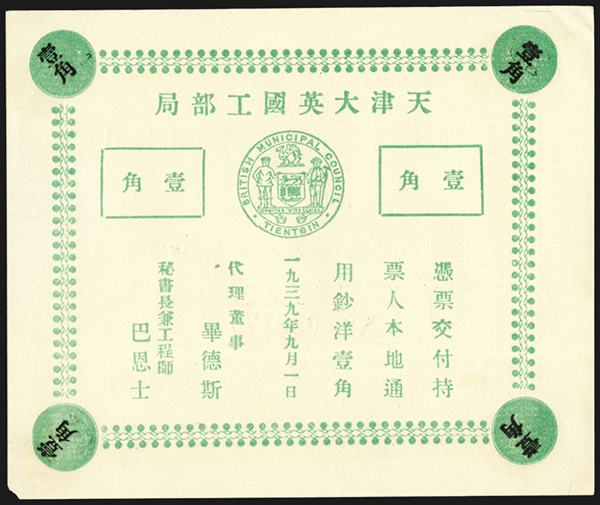 壹角
壹角
天津大英國工部局
BRITISH MUNICIPAL COUNCIL
TIENTSIN
壹角
壹角
憑票交付持
票人本地通
用鈔洋壹角
一九三九年九月一日
代理董事
畢德斯
秘書長兼工程師
巴恩士
壹角
壹角